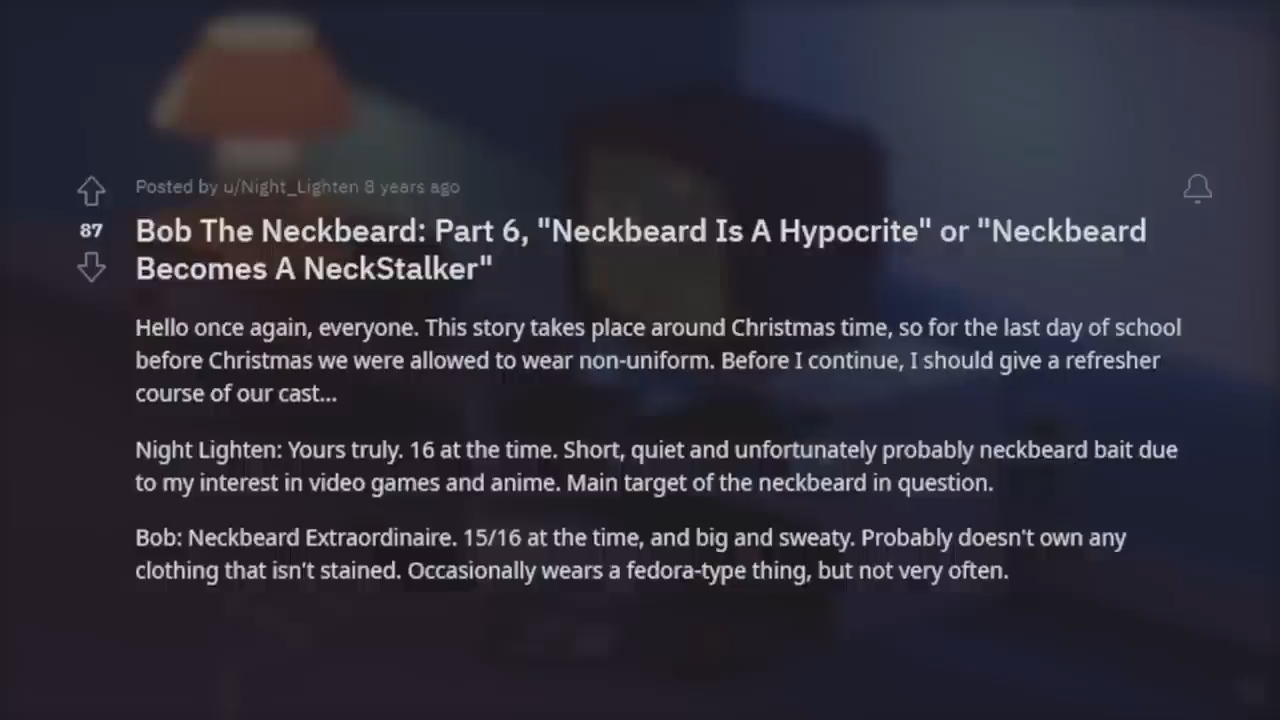 Posted by u/Night_Lighten 8 years ago
87
Bob The Neckbeard: Part 6, "Neckbeard Is A Hypocrite" or "Neckbeard
Becomes A NeckStalker"
Hello once again, everyone. This story takes place around Christmas time, so for the last day of school
before Christmas we were allowed to wear non-uniform. Before I continue, I should give a refresher
course of our cast...
Night Lighten: Yours truly. 16 at the time. Short, quiet and unfortunately probably neckbeard bait due
to my interest in video games and anime. Main target of the neckbeard in question.
Bob: Neckbeard Extraordinaire. 15/16 at the time, and big and sweaty. Probably doesn't own any
clothing that isn't stained. Occasionally wears a fedora-type thing, but not very often.